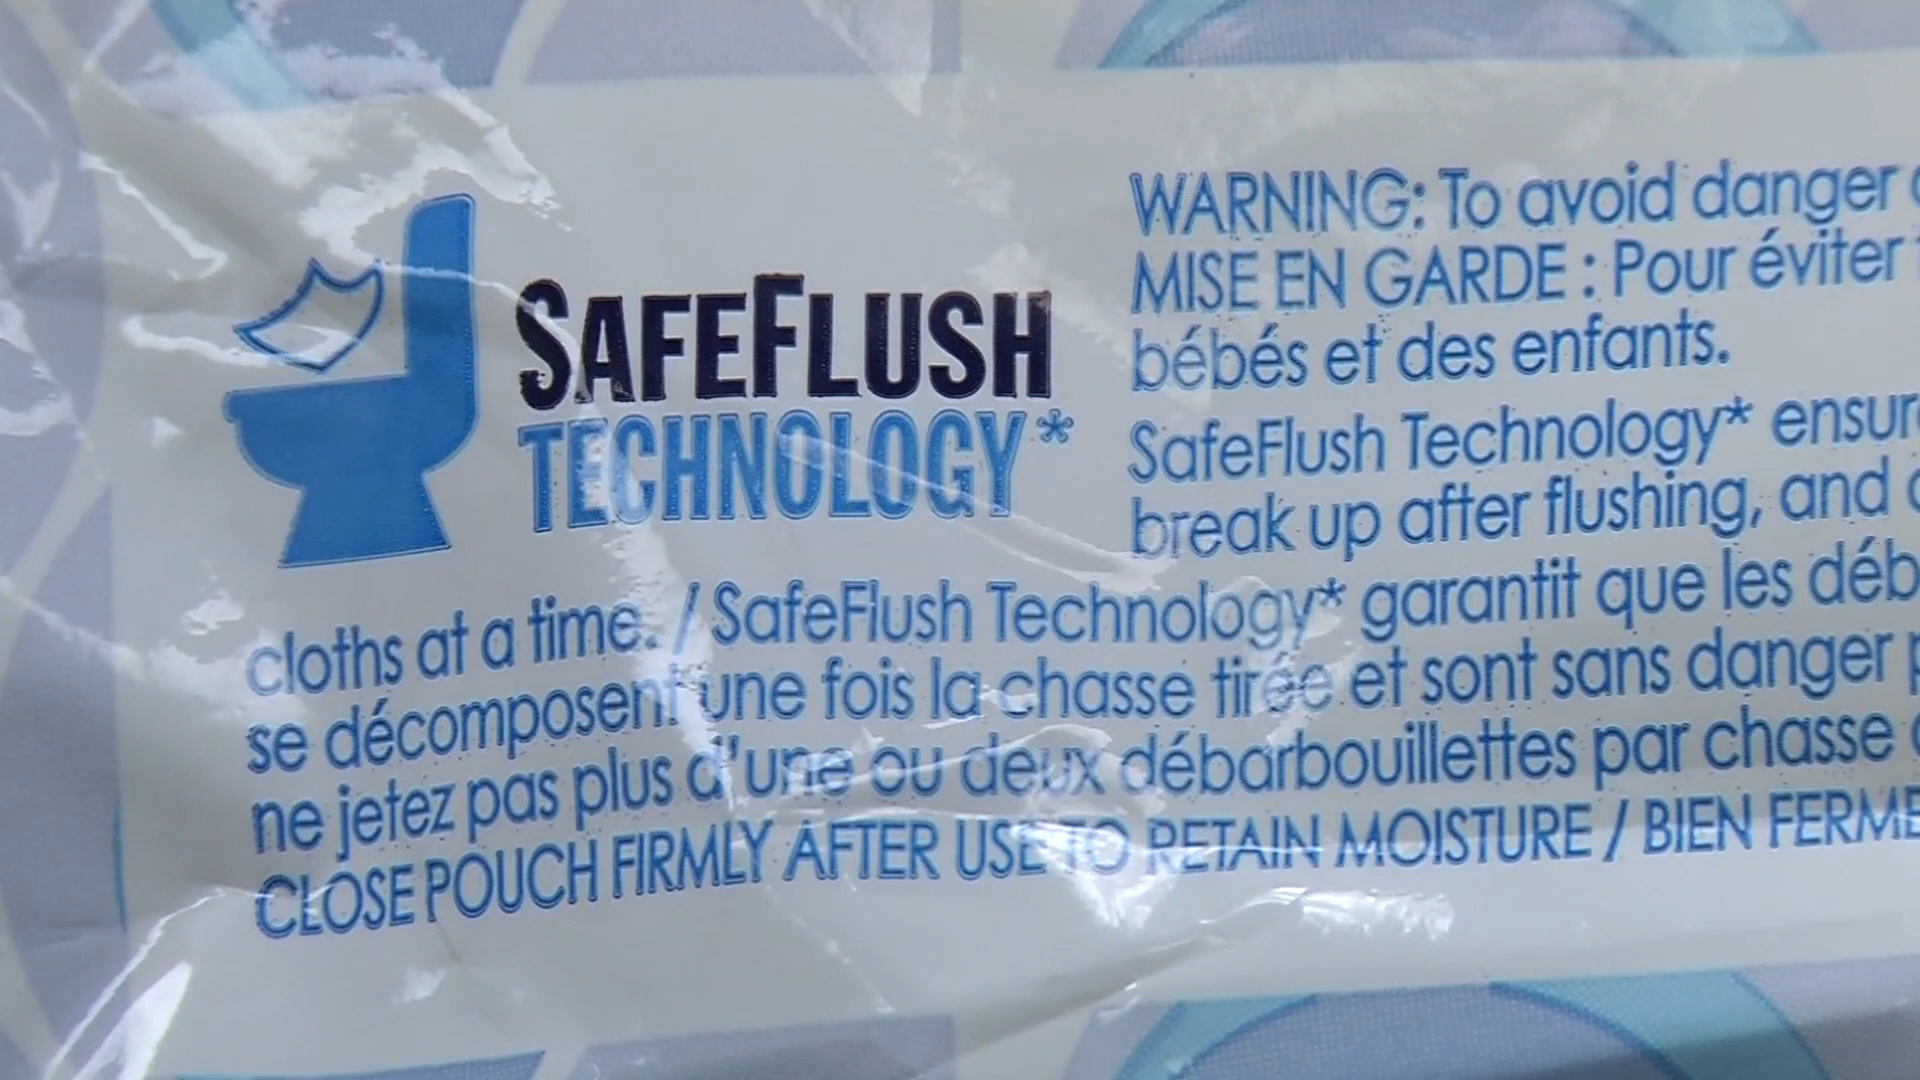 SAFEFLUSH
TECHNOLOGY*
WARNING: To avoid danger
MISE EN GARDE : Pour éviter
bébés et des enfants.
SafeFlush Technology*
break up after flushing, and
cloths at a time. / SafeFlush Technology* garantit que les
se décomposent une fois la chasse tirée et sont sans danger
ne jetez pas plus d'une ou deux débarbouillettes par chasse
CLOSE POUCH FIRMLY AFTER USE TO RETAIN MOISTURE / BIEN